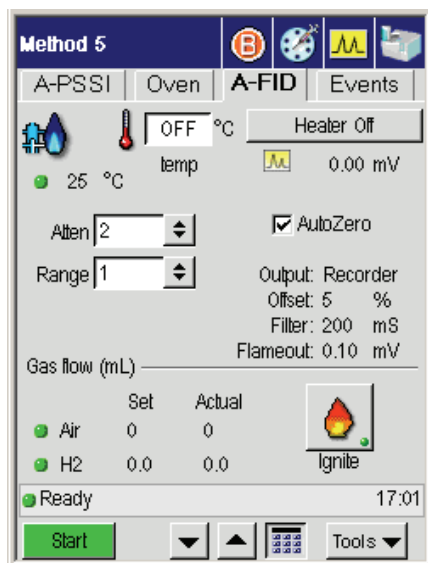 Method 5 B
A-PSSI Oven A-FID Events
OFF °C Heater Off
temp 0.00 mV
25 °C
Atten 2 AutoZero
Range 1 Output: Recorder
Offset: 5 %
Filter: 200 mS
Flameout: 0.10 mV
Gas flow (mL)
Set Actual
Air 0 0
H2 0.0 0.0 Ignite
Ready 17:01
Start Tools